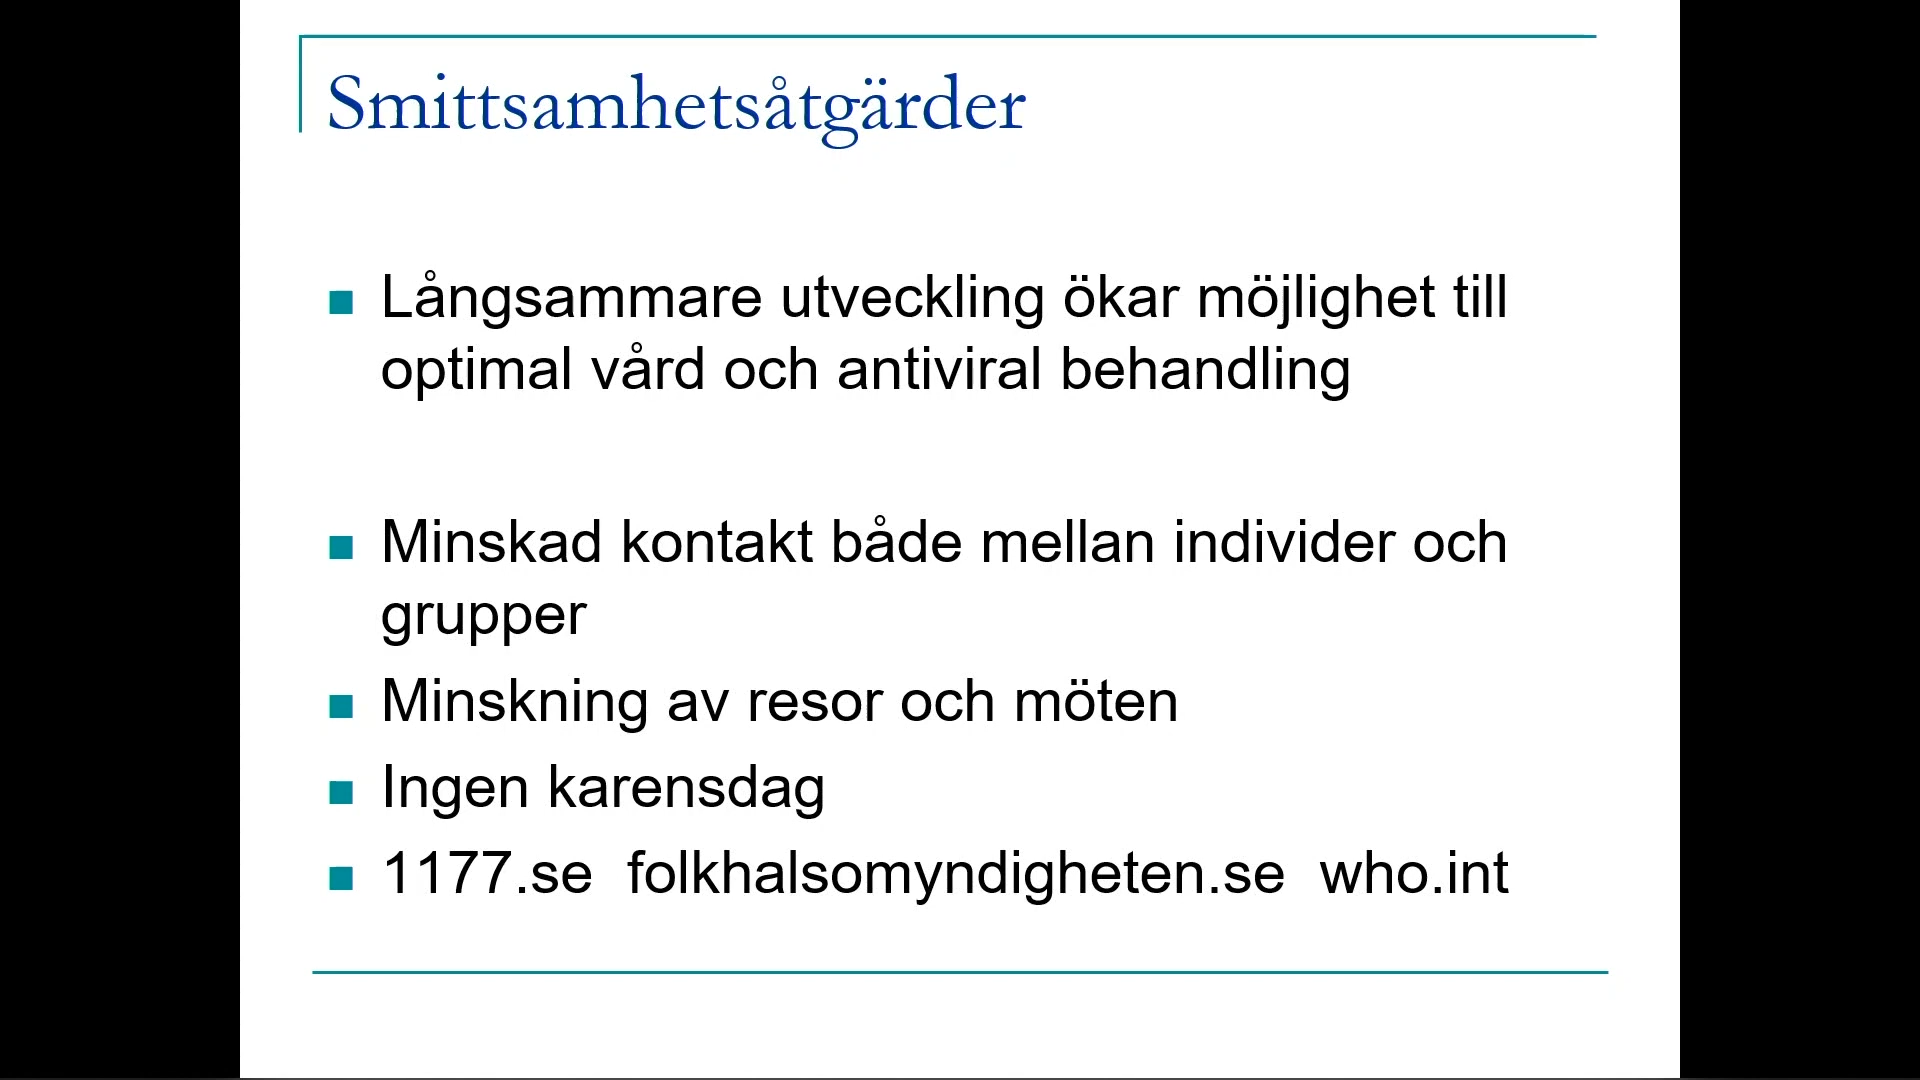 Smittsamhetsåtgärder
Långsammare utveckling ökar möjlighet till
optimal vård och antiviral behandling
Minskad kontakt både mellan individer och
grupper
Minskning av resor och möten
Ingen karensdag
1177.se folkhalsomyndigheten.se who.int